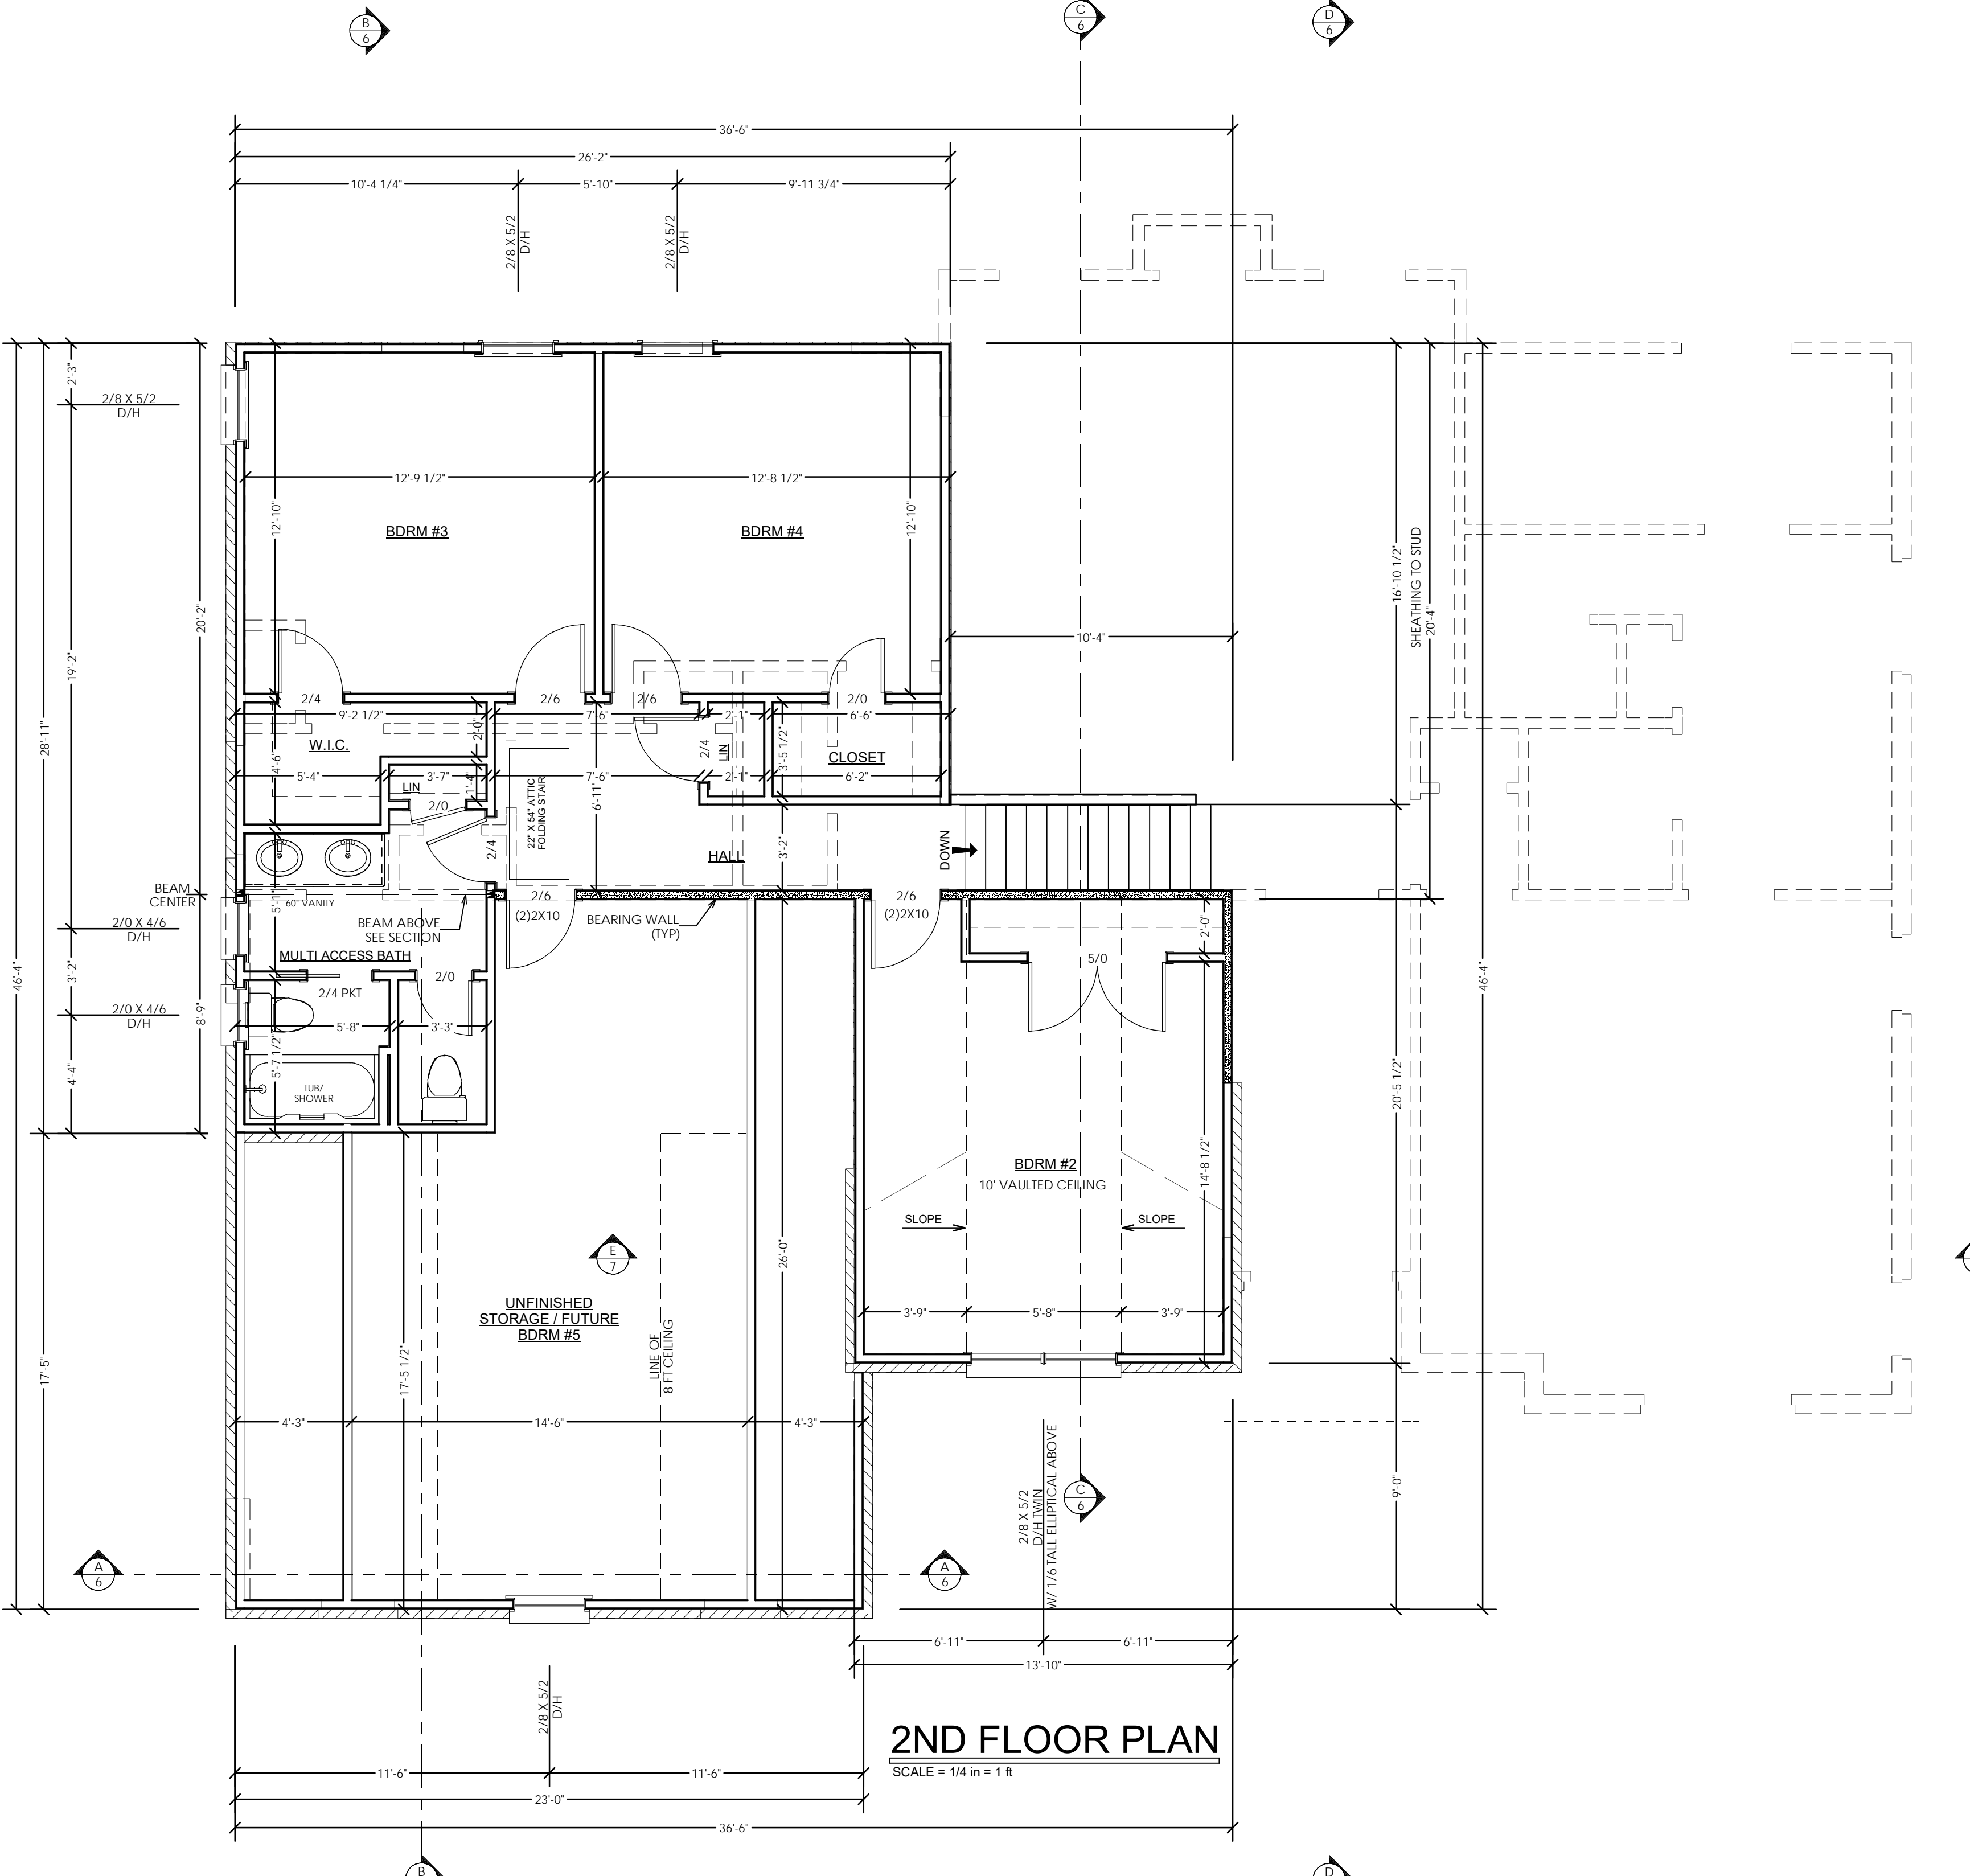 B
6
C
6
D
6
36'-6"
26'-2"
10'-4 1/4"
5'-10"
9'-11 3/4"
2/8 X 5/2
D/H
2/8 X 5/2
D/H
2'-3"
2/8 X 5/2
D/H
12'-9 1/2"
12'-8 1/2"
12'-10"
12'-10"
BDRM #3
BDRM #4
16'-10 1/2"
SHEATHING TO STUD
20'-4"
20'-2"
10'-4"
19'-2"
28'-11"
2/4
2/6
2/6
2/0
9'-2 1/2"
7'-6"
2'-1"
6'-6"
2'-0"
W.I.C.
2/4
LIN
3'-5 1/2"
CLOSET
4'-6"
5'-4"
3'-7"
1'-4"
7'-6"
2'-1"
6'-2"
LIN
2/0
6'-11"
22" X 54" ATTIC
FOLDING STAIR
2/4
HALL
3'-2"
DOWN
BEAM
CENTER
5'-1"
60" VANITY
2/6
(2)2X10
BEARING WALL
(TYP)
2/6
(2)2X10
BEAM ABOVE
SEE SECTION
2/0 X 4/6
D/H
2'-0"
MULTI ACCESS BATH
5/0
46'-4"
3'-2"
2/0
2/4 PKT
46'-4"
2/0 X 4/6
D/H
8'-9"
5'-8"
3'-3"
5'-7 1/2"
4'-4"
TUB/
SHOWER
20'-5 1/2"
14'-8 1/2"
BDRM #2
10' VAULTED CEILING
SLOPE
SLOPE
E
7
26'-0"
UNFINISHED
STORAGE / FUTURE
BDRM #5
3'-9"
5'-8"
3'-9"
LINE OF
8 FT CEILING
17'-5"
17'-5 1/2"
4'-3"
14'-6"
4'-3"
9'-0"
C
6
2/8 X 5/2
D/H TWIN
W/ 1/6 TALL ELLIPTICAL ABOVE
A
6
A
6
6'-11"
6'-11"
13'-10"
2/8 X 5/2
D/H
2ND FLOOR PLAN
SCALE = 1/4 in = 1 ft
11'-6"
11'-6"
23'-0"
36'-6"
B
D